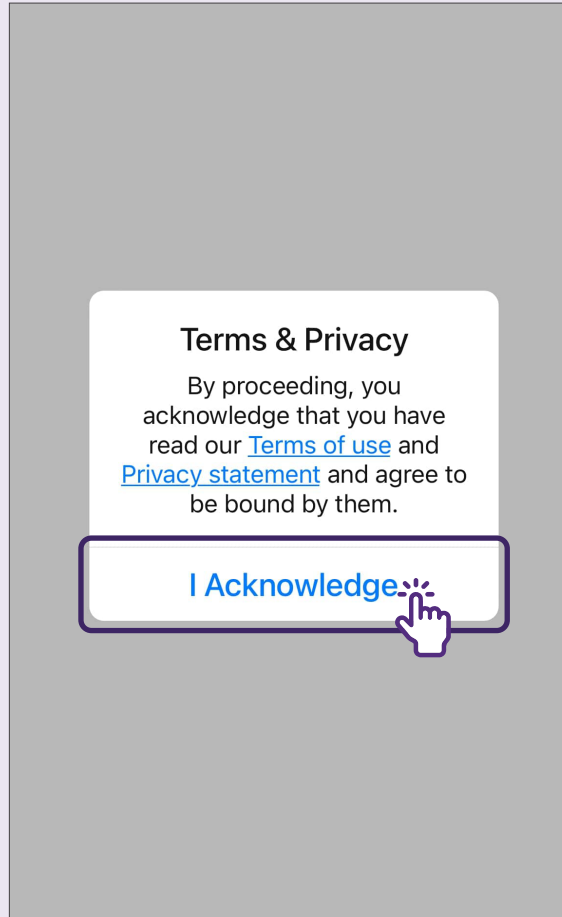 Terms & Privacy
By proceeding, you
acknowledge that you have
read our Terms of use and
Privacy statement and agree to
be bound by them.
I Acknowledge